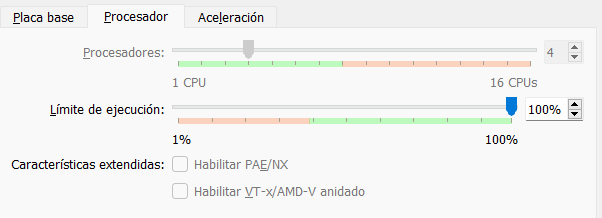 Placa base Procesador Aceleración
Procesadores: 4
1 CPU 16 CPUs
Límite de ejecución: 100%
1% 100%
Características extendidas: Habilitar PAE/NX
Habilitar VT-x/AMD-V anidado